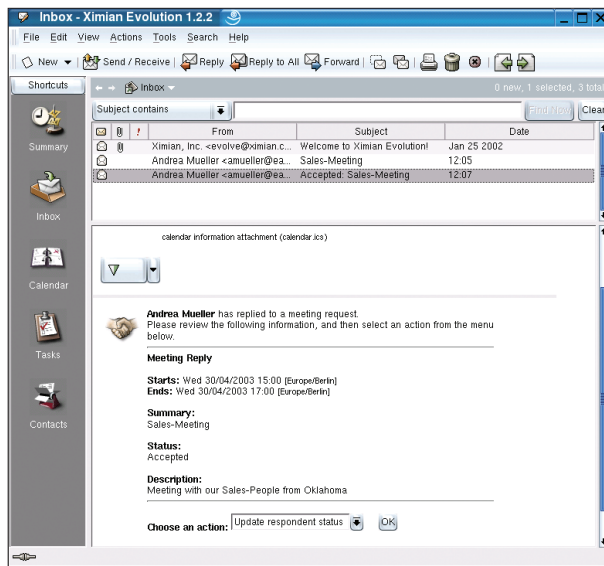 Inbox - Ximian Evolution 1.2.2
File Edit View Actions Tools Search Help
New Send / Receive Reply Reply to All Forward
Shortcuts Inbox 0 new, 1 selected, 3 total
Subject contains Find Now Clear
! From Subject Date
Ximian, Inc. <evolve@ximian.c... Welcome to Ximian Evolution! Jan 25 2002
Andrea Mueller <amueller@ea... Sales-Meeting 12:05
Andrea Mueller <amueller@ea... Accepted: Sales-Meeting 12:07
Summary
Inbox
Calendar
Tasks
Contacts
calendar information attachment (calendar.ics)
Andrea Mueller has replied to a meeting request.
Please review the following information, and then select an action from the menu
below.
Meeting Reply
Starts: Wed 30/04/2003 15:00 [Europe/Berlin]
Ends: Wed 30/04/2003 17:00 [Europe/Berlin]
Summary:
Sales-Meeting
Status:
Accepted
Description:
Meeting with our Sales-People from Oklahoma
Choose an action: Update respondent status OK